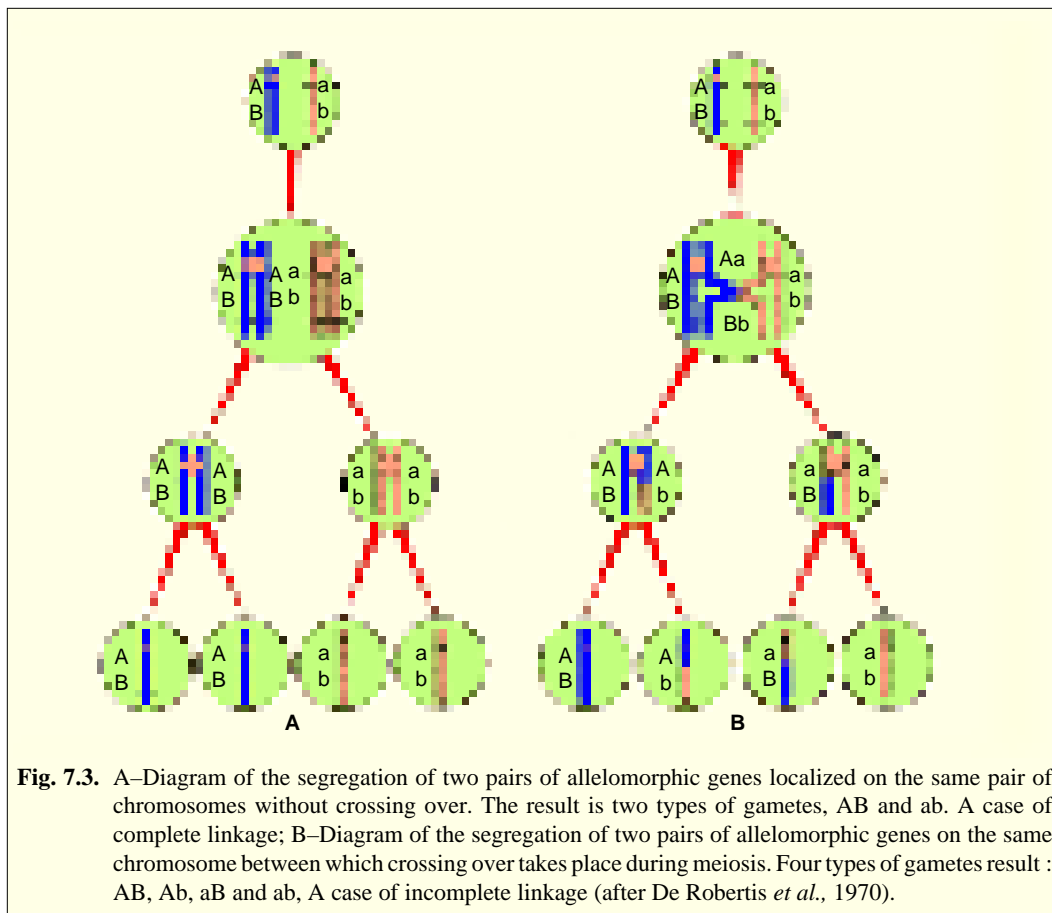 A a A a
B b B b
A A a a
B B b b
A Aa a
B Bb b
A A a a
B B b b
A A a a
B b B b
A A a a
B B b b
A A a a
B b B b
A B
Fig. 7.3. A–Diagram of the segregation of two pairs of allelomorphic genes localized on the same pair of
chromosomes without crossing over. The result is two types of gametes, AB and ab. A case of
complete linkage; B–Diagram of the segregation of two pairs of allelomorphic genes on the same
chromosome between which crossing over takes place during meiosis. Four types of gametes result :
AB, Ab, aB and ab, A case of incomplete linkage (after De Robertis et al., 1970).